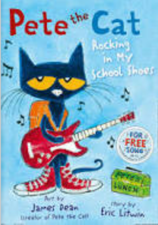 Pete the Cat
Rocking in My
School Shoes
FOR
FREE
SONG
LUNCH
Art by
James Dean
Creator of Pete the Cat
story by
Eric Litwin